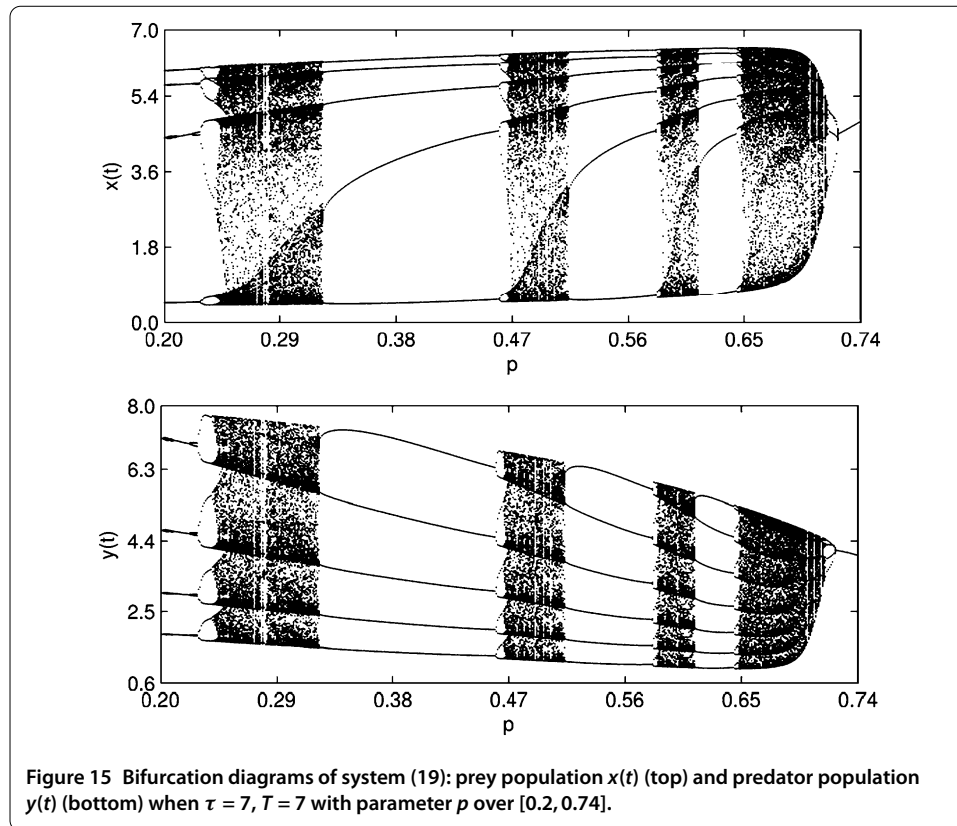 7.0
5.4
3.6
1.8
0.0
x(t)
0.20 0.29 0.38 0.47 0.56 0.65 0.74
p
8.0
6.3
4.4
2.5
0.6
y(t)
0.20 0.29 0.38 0.47 0.56 0.65 0.74
p
Figure 15 Bifurcation diagrams of system (19): prey population x(t) (top) and predator population
y(t) (bottom) when τ = 7, T = 7 with parameter p over [0.2, 0.74].